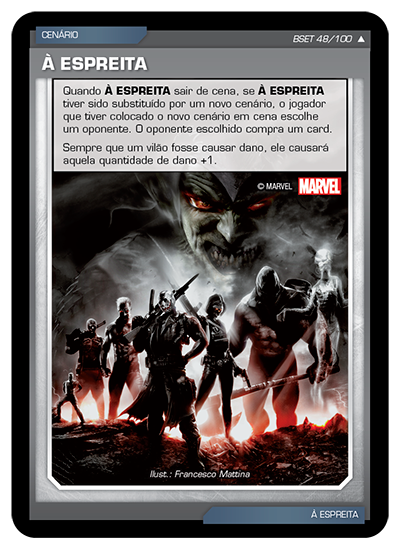 CENÁRIO
BSET 48/100 ▲
À ESPREITA
Quando À ESPREITA sair de cena, se À ESPREITA
tiver sido substituído por um novo cenário, o jogador
que tiver colocado o novo cenário em cena escolhe
um oponente. O oponente escolhido compra um card.
Sempre que um vilão fosse causar dano, ele causará
aquela quantidade de dano +1.
© MARVEL MARVEL
Ilust.: Francesco Mattina
À ESPREITA